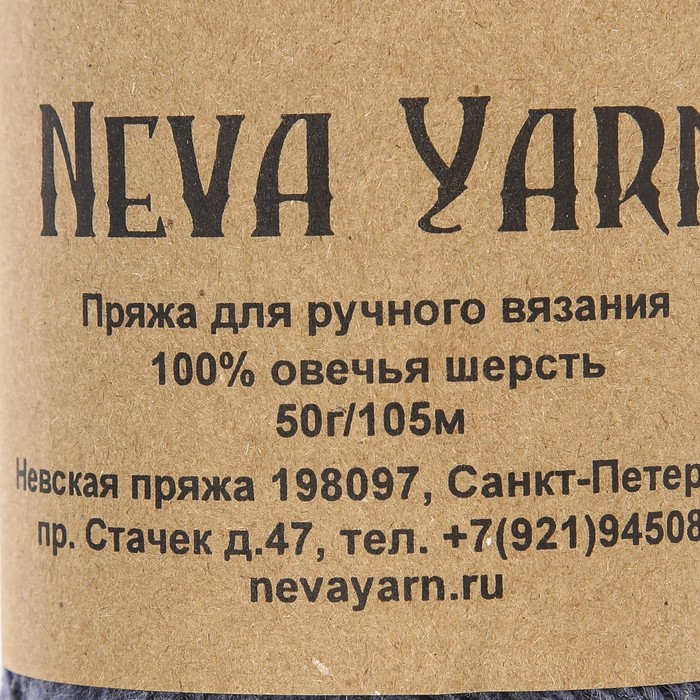 NEVA YARN
Пряжа для ручного вязания
100% овечья шерсть
50г/105м
Невская пряжа 198097, Санкт-Петер
пр. Стачек д.47, тел. +7(921)94508
nevayarn.ru